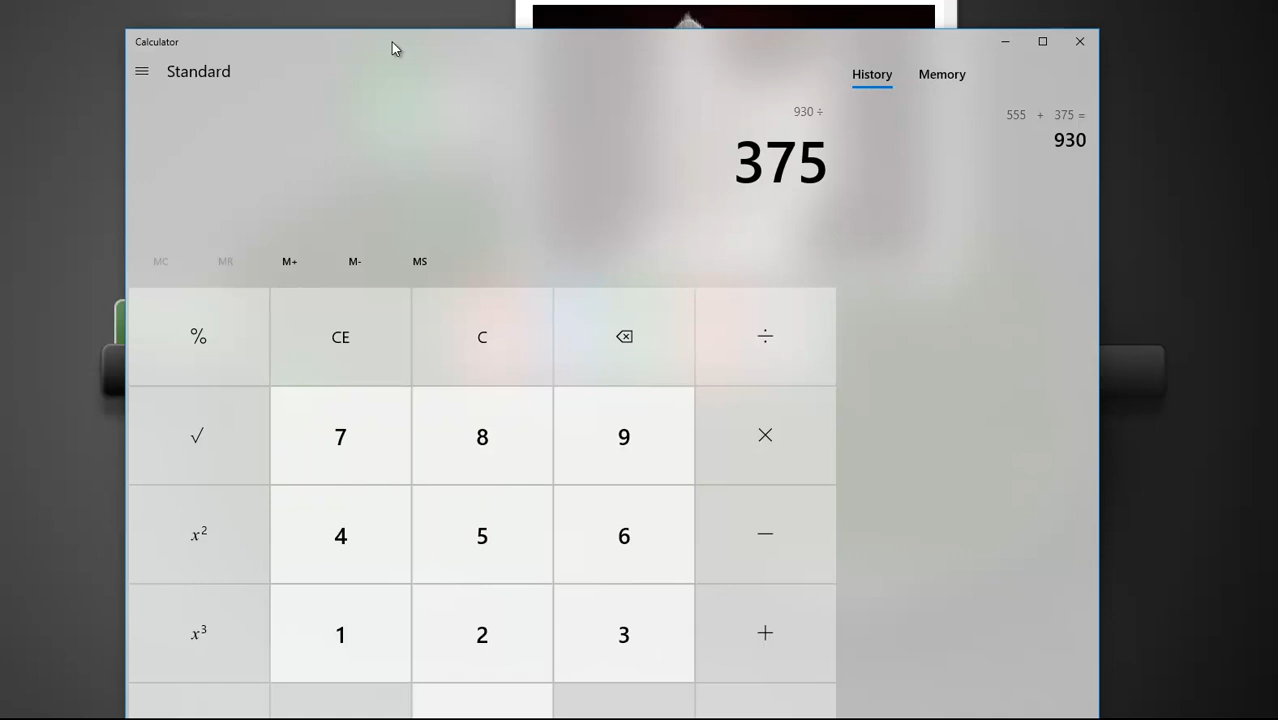 Calculator
Standard
History Memory
930 ÷
375
555 + 375 =
930
MC MR M+ M- MS
% CE C ÷
√ 7 8 9 ×
x² 4 5 6 −
x³ 1 2 3 +